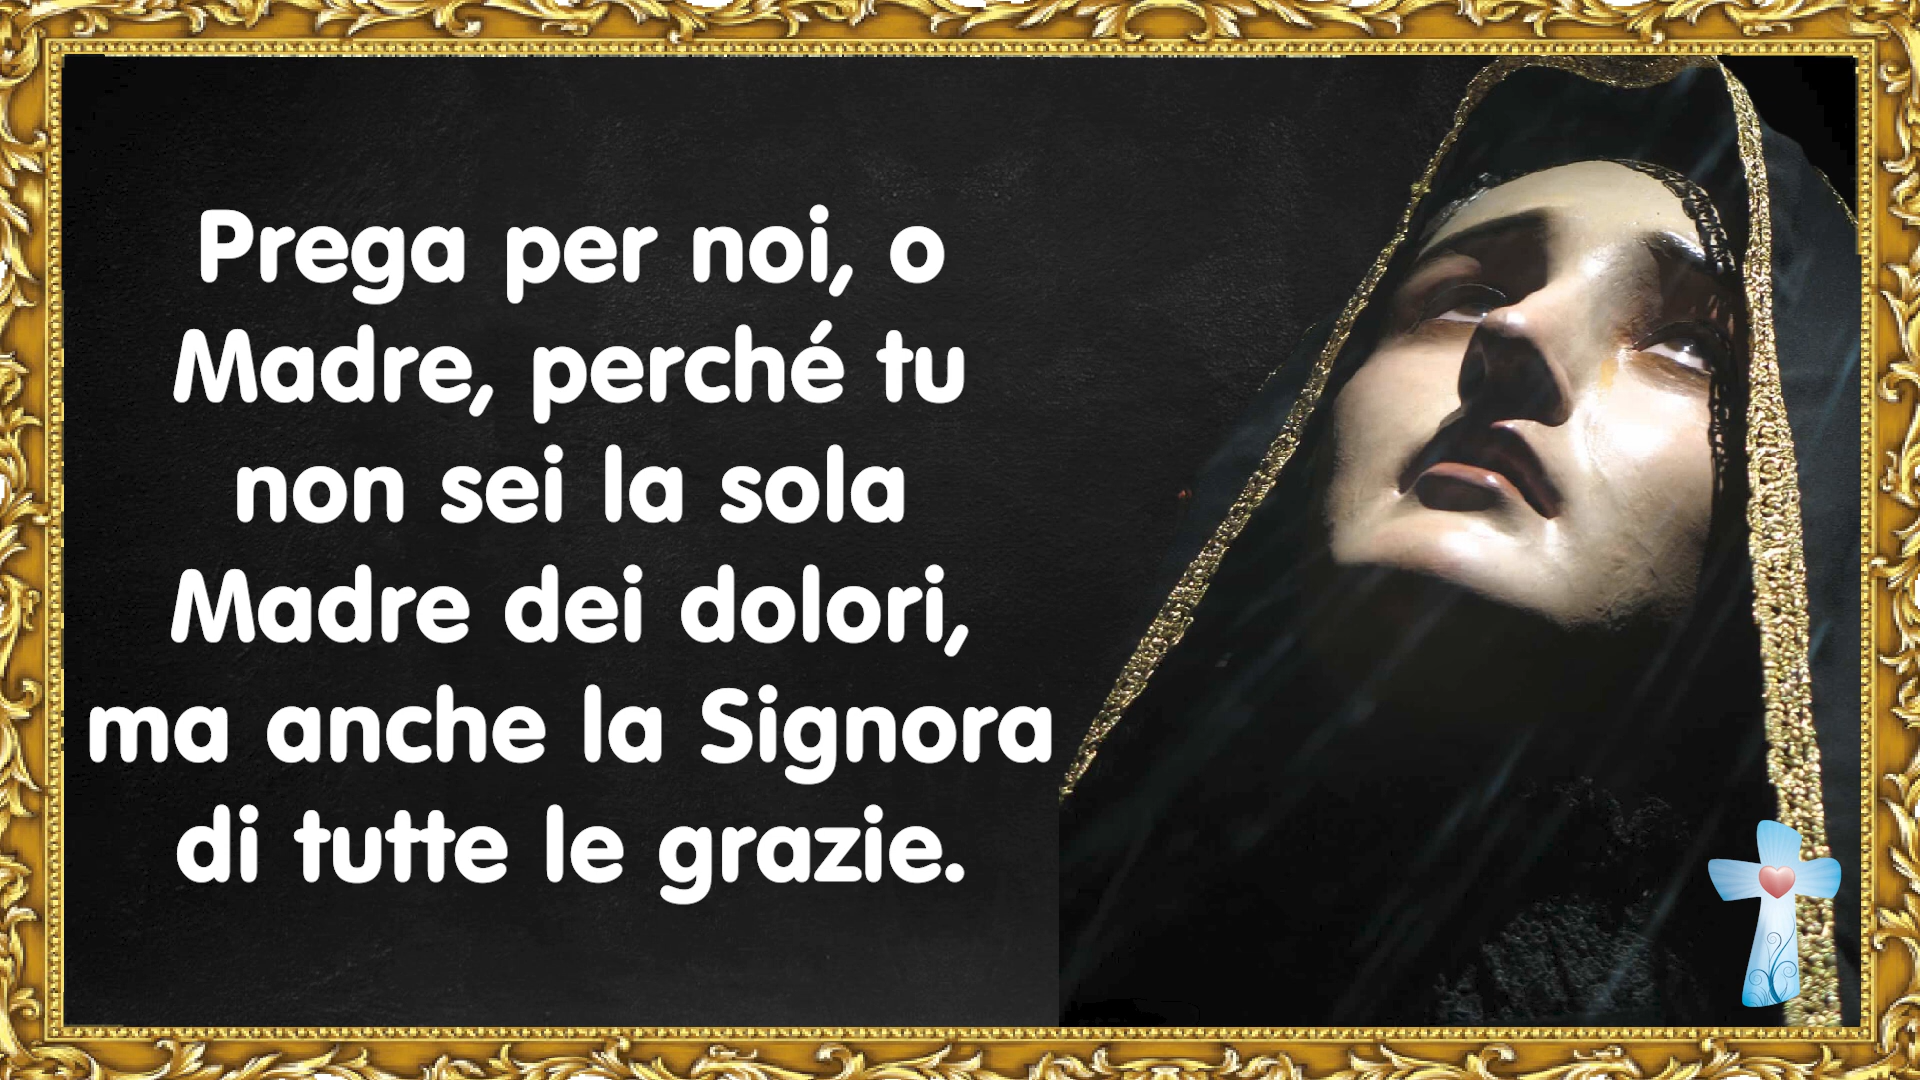 Prega per noi, o
Madre, perché tu
non sei la sola
Madre dei dolori,
ma anche la Signora
di tutte le grazie.